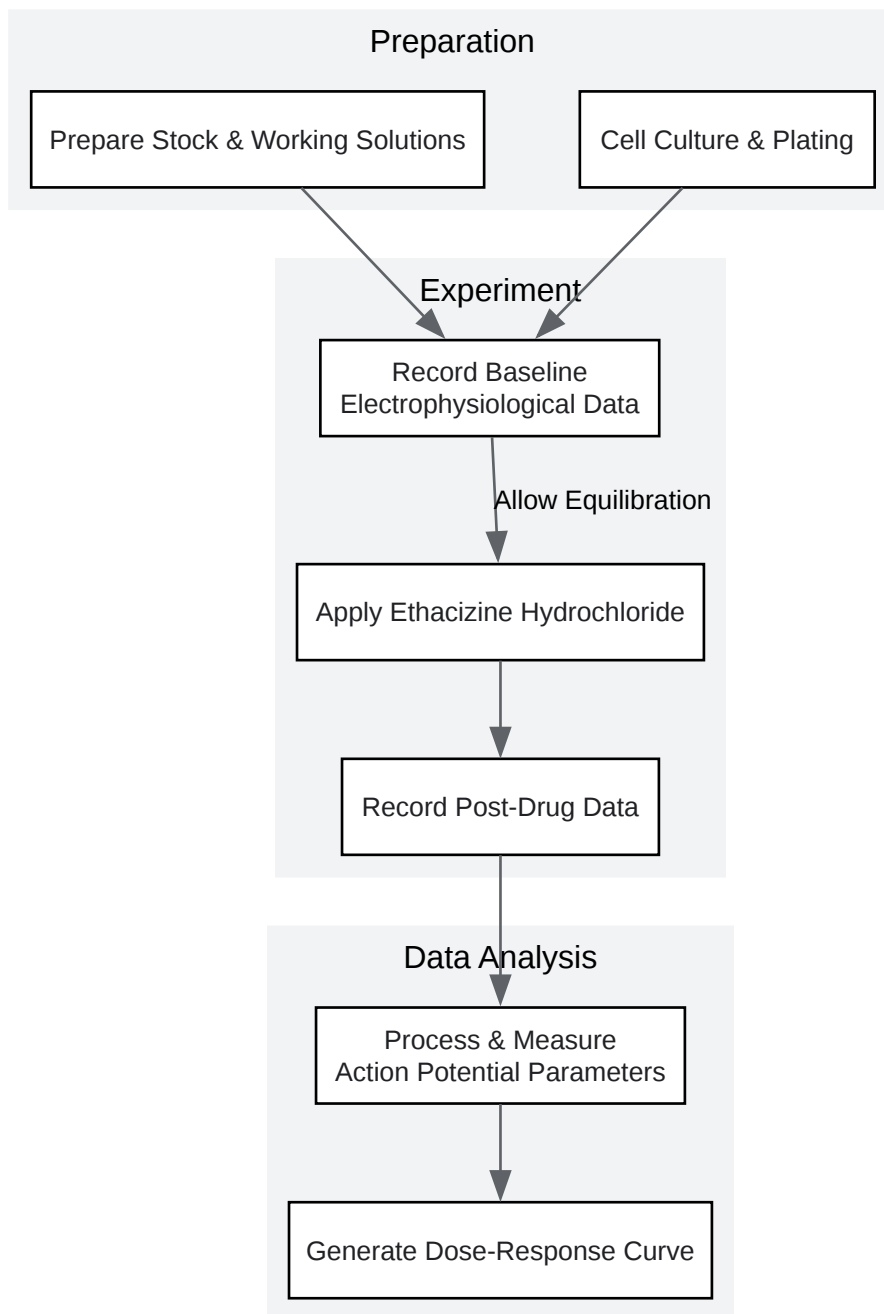 Preparation
Prepare Stock & Working Solutions
Cell Culture & Plating
Experiment
Record Baseline
Electrophysiological Data
Allow Equilibration
Apply Ethacizine Hydrochloride
Record Post-Drug Data
Data Analysis
Process & Measure
Action Potential Parameters
Generate Dose-Response Curve